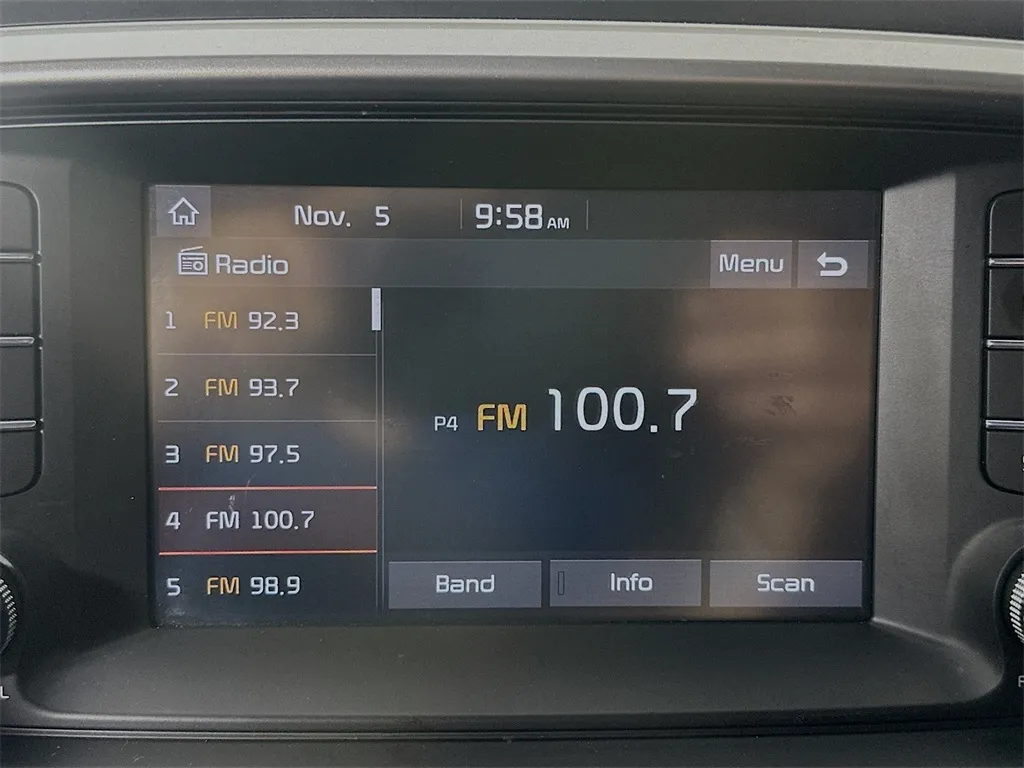 Nov. 5 9:58 AM
Radio Menu
1 FM 92.3
2 FM 93.7
3 FM 97.5
4 FM 100.7
5 FM 98.9
P4 FM 100.7
Band Info Scan